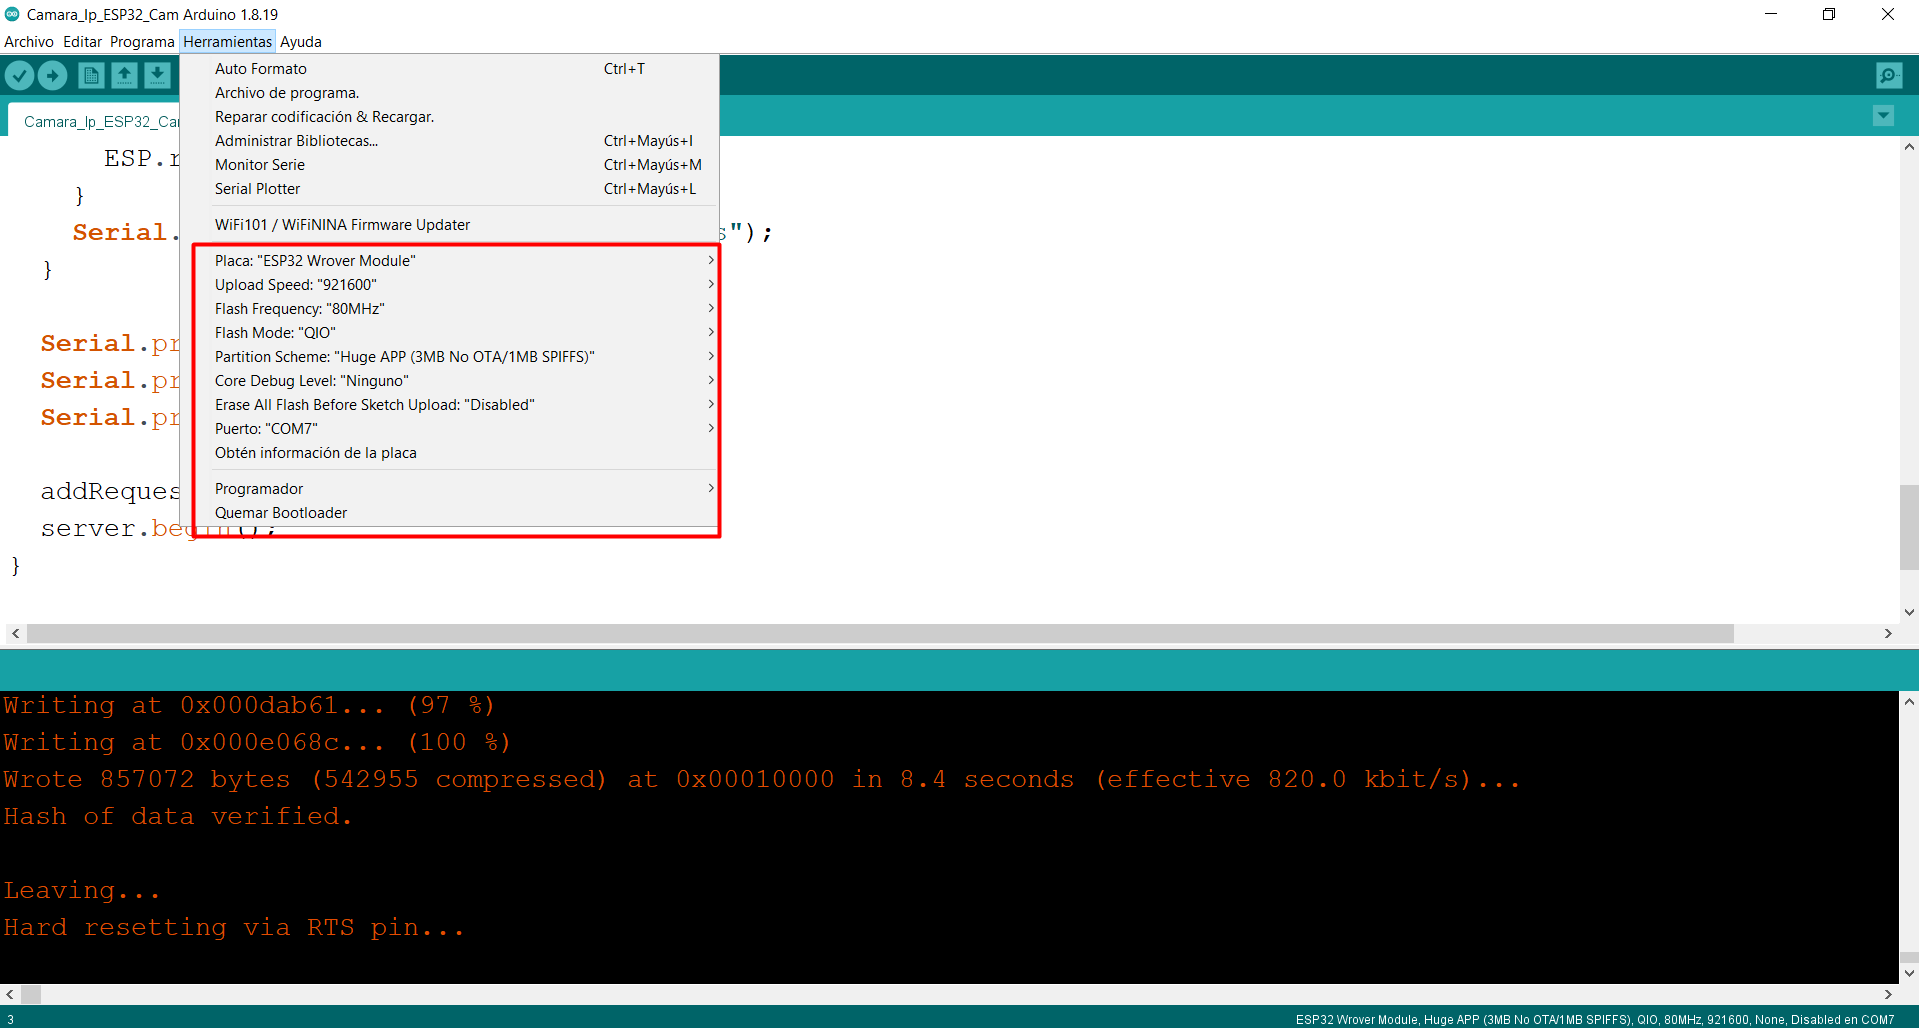 Camara_Ip_ESP32_Cam Arduino 1.8.19
Archivo Editar Programa Herramientas Ayuda
Auto Formato Ctrl+T
Archivo de programa.
Reparar codificación & Recargar.
Administrar Bibliotecas... Ctrl+Mayús+I
Monitor Serie Ctrl+Mayús+M
Serial Plotter Ctrl+Mayús+L
WiFi101 / WiFiNINA Firmware Updater
Placa: "ESP32 Wrover Module"
Upload Speed: "921600"
Flash Frequency: "80MHz"
Flash Mode: "QIO"
Partition Scheme: "Huge APP (3MB No OTA/1MB SPIFFS)"
Core Debug Level: "Ninguno"
Erase All Flash Before Sketch Upload: "Disabled"
Puerto: "COM7"
Obtén información de la placa
Programador
Quemar Bootloader
Camara_Ip_ESP32_Ca
ESP.r
}
Serial. s");
}
Serial.pr
Serial.pr
Serial.pr
addReques
server.begin();
}
Writing at 0x000dab61... (97 %)
Writing at 0x000e068c... (100 %)
Wrote 857072 bytes (542955 compressed) at 0x00010000 in 8.4 seconds (effective 820.0 kbit/s)...
Hash of data verified.
Leaving...
Hard resetting via RTS pin...
3 ESP32 Wrover Module, Huge APP (3MB No OTA/1MB SPIFFS), QIO, 80MHz, 921600, None, Disabled en COM7